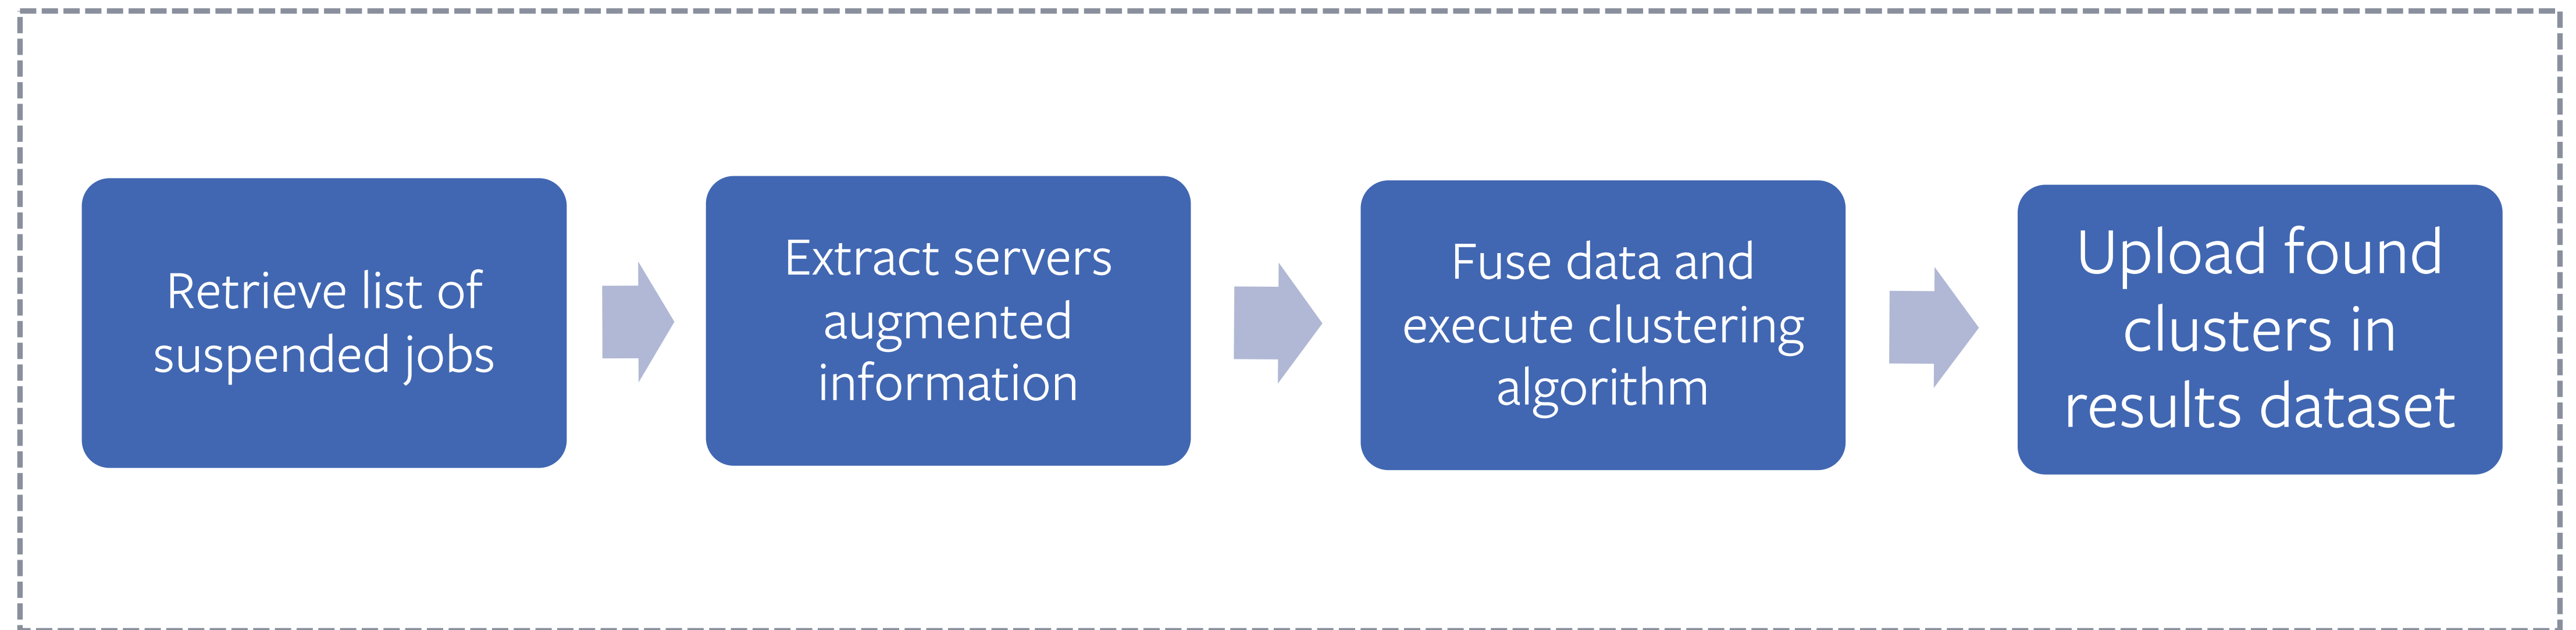 Retrieve list of
suspended jobs
Extract servers
augmented
information
Fuse data and
execute clustering
algorithm
Upload found
clusters in
results dataset